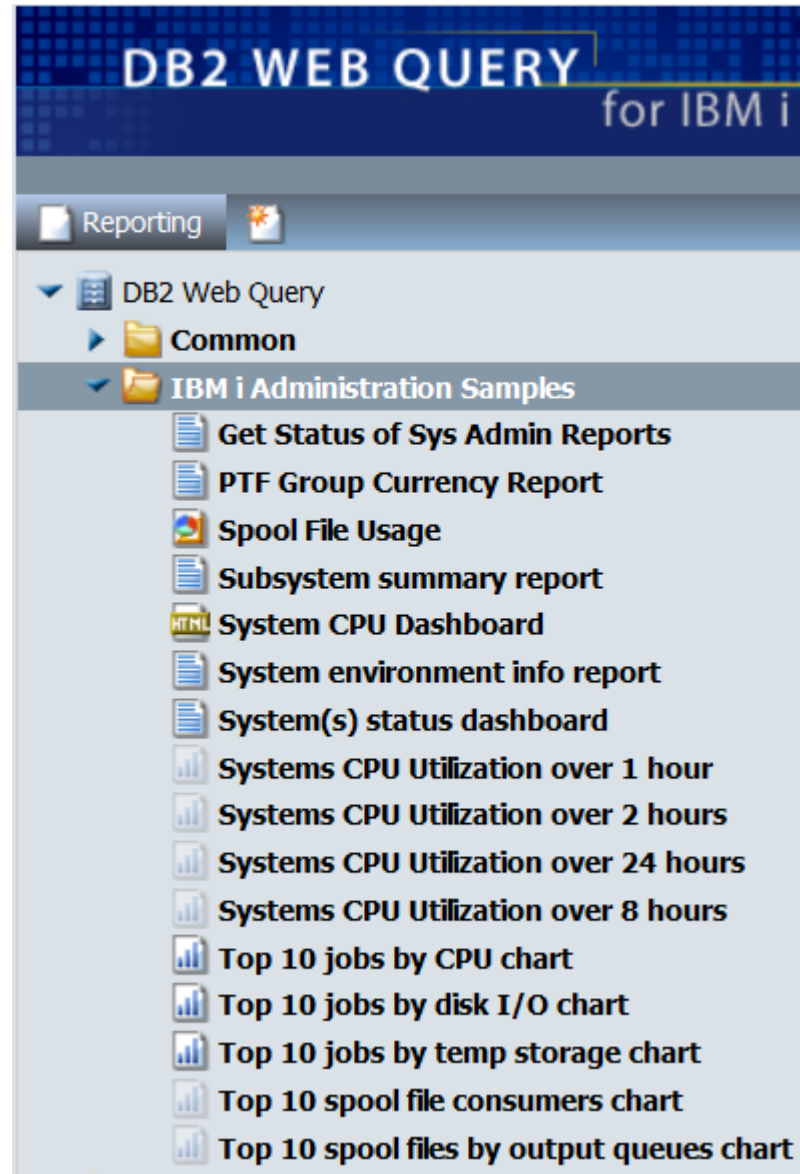 DB2 WEB QUERY
for IBM i
Reporting
DB2 Web Query
Common
IBM i Administration Samples
Get Status of Sys Admin Reports
PTF Group Currency Report
Spool File Usage
Subsystem summary report
HTML System CPU Dashboard
System environment info report
System(s) status dashboard
Systems CPU Utilization over 1 hour
Systems CPU Utilization over 2 hours
Systems CPU Utilization over 24 hours
Systems CPU Utilization over 8 hours
Top 10 jobs by CPU chart
Top 10 jobs by disk I/O chart
Top 10 jobs by temp storage chart
Top 10 spool file consumers chart
Top 10 spool files by output queues chart